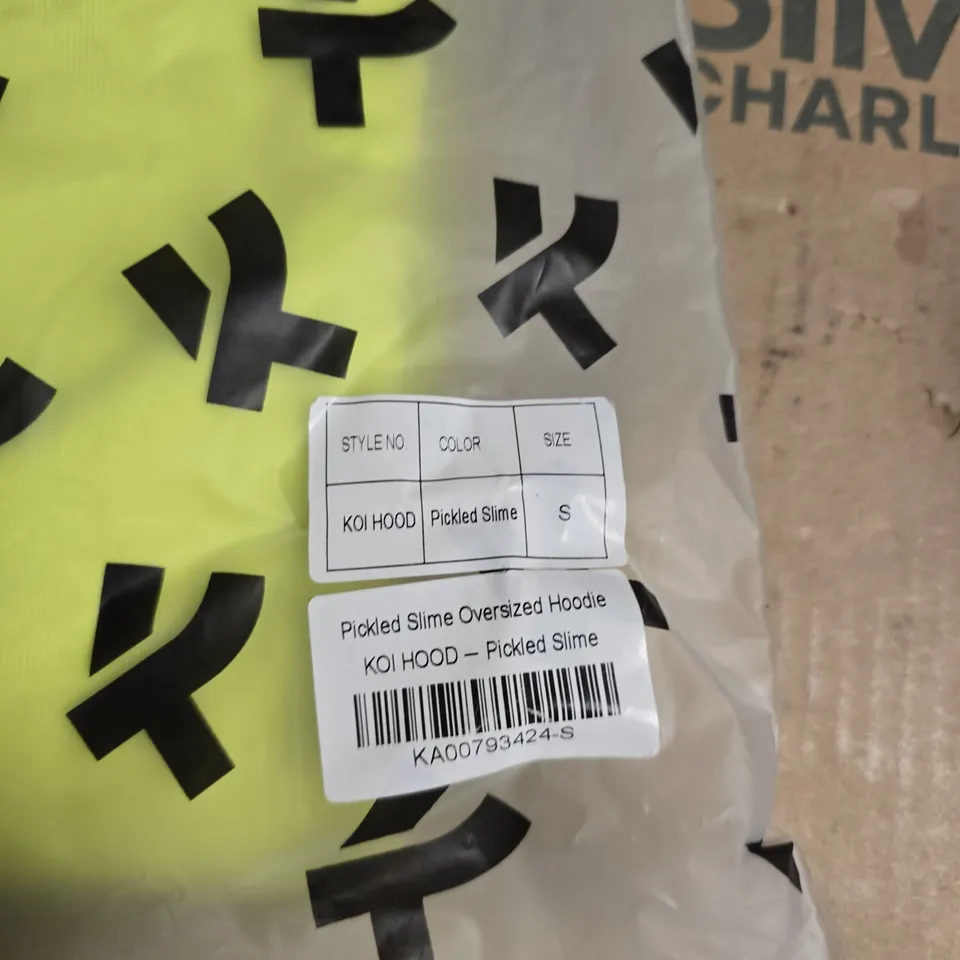 CHARL
STYLE NO. COLOR SIZE
KOI HOOD Pickled Slime S
Pickled Slime Oversized Hoodie
KOI HOOD — Pickled Slime
KA00793424-S